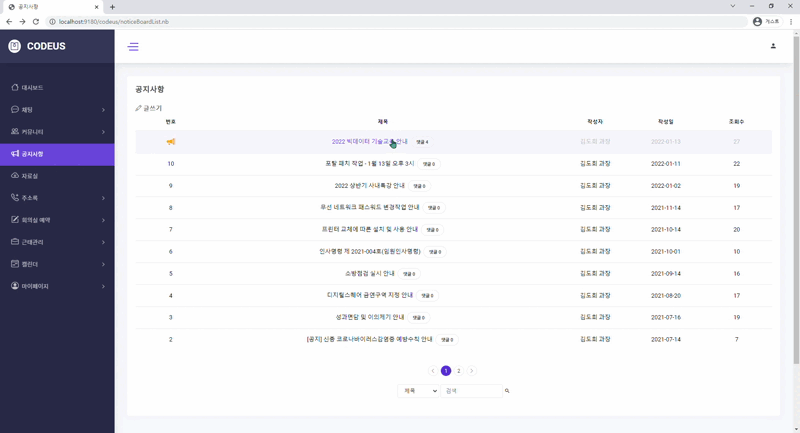 공지사항
localhost:9180/codeus/noticeBoardList.nb
게스트
CODEUS
대시보드
채팅
커뮤니티
공지사항
자료실
주소록
회의실 예약
근태관리
캘린더
마이페이지
공지사항
글쓰기
번호 제목 작성자 작성일 조회수
2022 빅데이터 기술교육 안내 댓글 4 김도희 과장 2022-01-13 27
10 포탈 패치 작업 - 1월 13일 오후 3시 댓글 0 김도희 과장 2022-01-11 22
9 2022 상반기 사내특강 안내 댓글 0 김도희 과장 2022-01-02 19
8 무선 네트워크 패스워드 변경작업 안내 댓글 0 김도희 과장 2021-11-14 17
7 프린터 교체에 따른 설치 및 사용 안내 댓글 0 김도희 과장 2021-10-14 20
6 인사명령 제 2021-004호(임원인사명령) 댓글 0 김도희 과장 2021-10-01 10
5 소방점검 실시 안내 댓글 0 김도희 과장 2021-09-14 16
4 디지털스퀘어 금연구역 지정 안내 댓글 0 김도희 과장 2021-08-20 17
3 성과면담 및 이의제기 안내 댓글 0 김도희 과장 2021-07-16 19
2 [공지] 신종 코로나바이러스감염증 예방수칙 안내 댓글 0 김도희 과장 2021-07-14 7
1 2
제목 검색